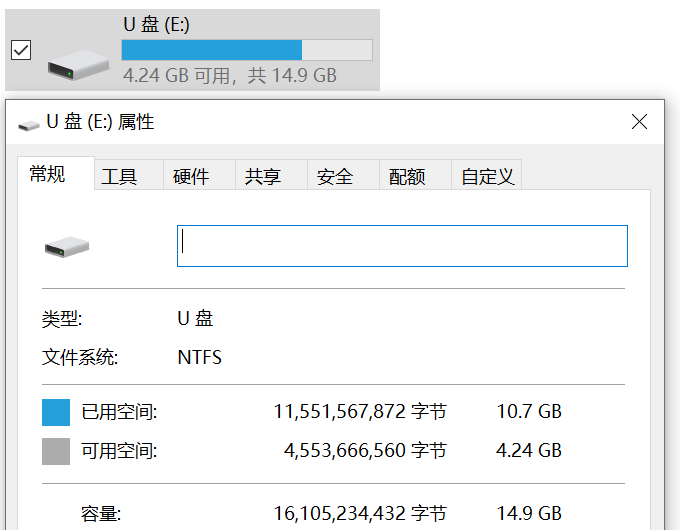 U 盘 (E:)
4.24 GB 可用，共 14.9 GB
U 盘 (E:) 属性
常规 工具 硬件 共享 安全 配额 自定义
类型: U 盘
文件系统: NTFS
已用空间: 11,551,567,872 字节 10.7 GB
可用空间: 4,553,666,560 字节 4.24 GB
容量: 16,105,234,432 字节 14.9 GB